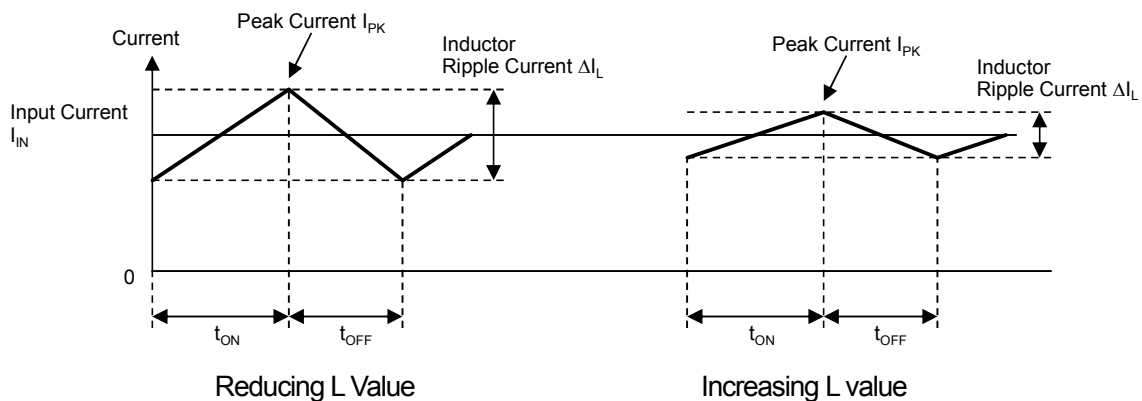 Peak Current I_PK
Current
Inductor
Ripple Current ΔI_L
Input Current
I_IN
0
t_ON
t_OFF
Reducing L Value
Peak Current I_PK
Inductor
Ripple Current ΔI_L
t_ON
t_OFF
Increasing L value